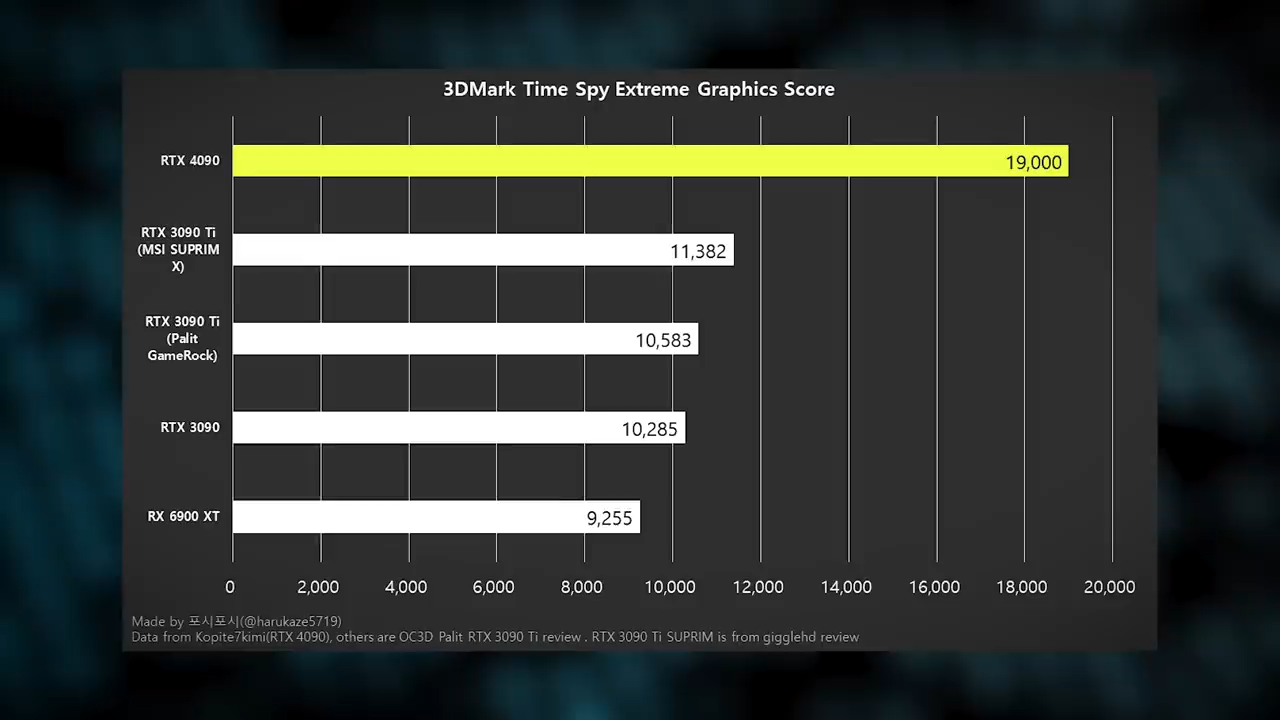 3DMark Time Spy Extreme Graphics Score
RTX 4090
19,000
RTX 3090 Ti
(MSI SUPRIM
X)
11,382
RTX 3090 Ti
(Palit
GameRock)
10,583
RTX 3090
10,285
RX 6900 XT
9,255
0 2,000 4,000 6,000 8,000 10,000 12,000 14,000 16,000 18,000 20,000
Made by 포시포시(@harukaze5719)
Data from Kopite7kimi(RTX 4090), others are OC3D Palit RTX 3090 Ti review . RTX 3090 Ti SUPRIM is from gigglehd review